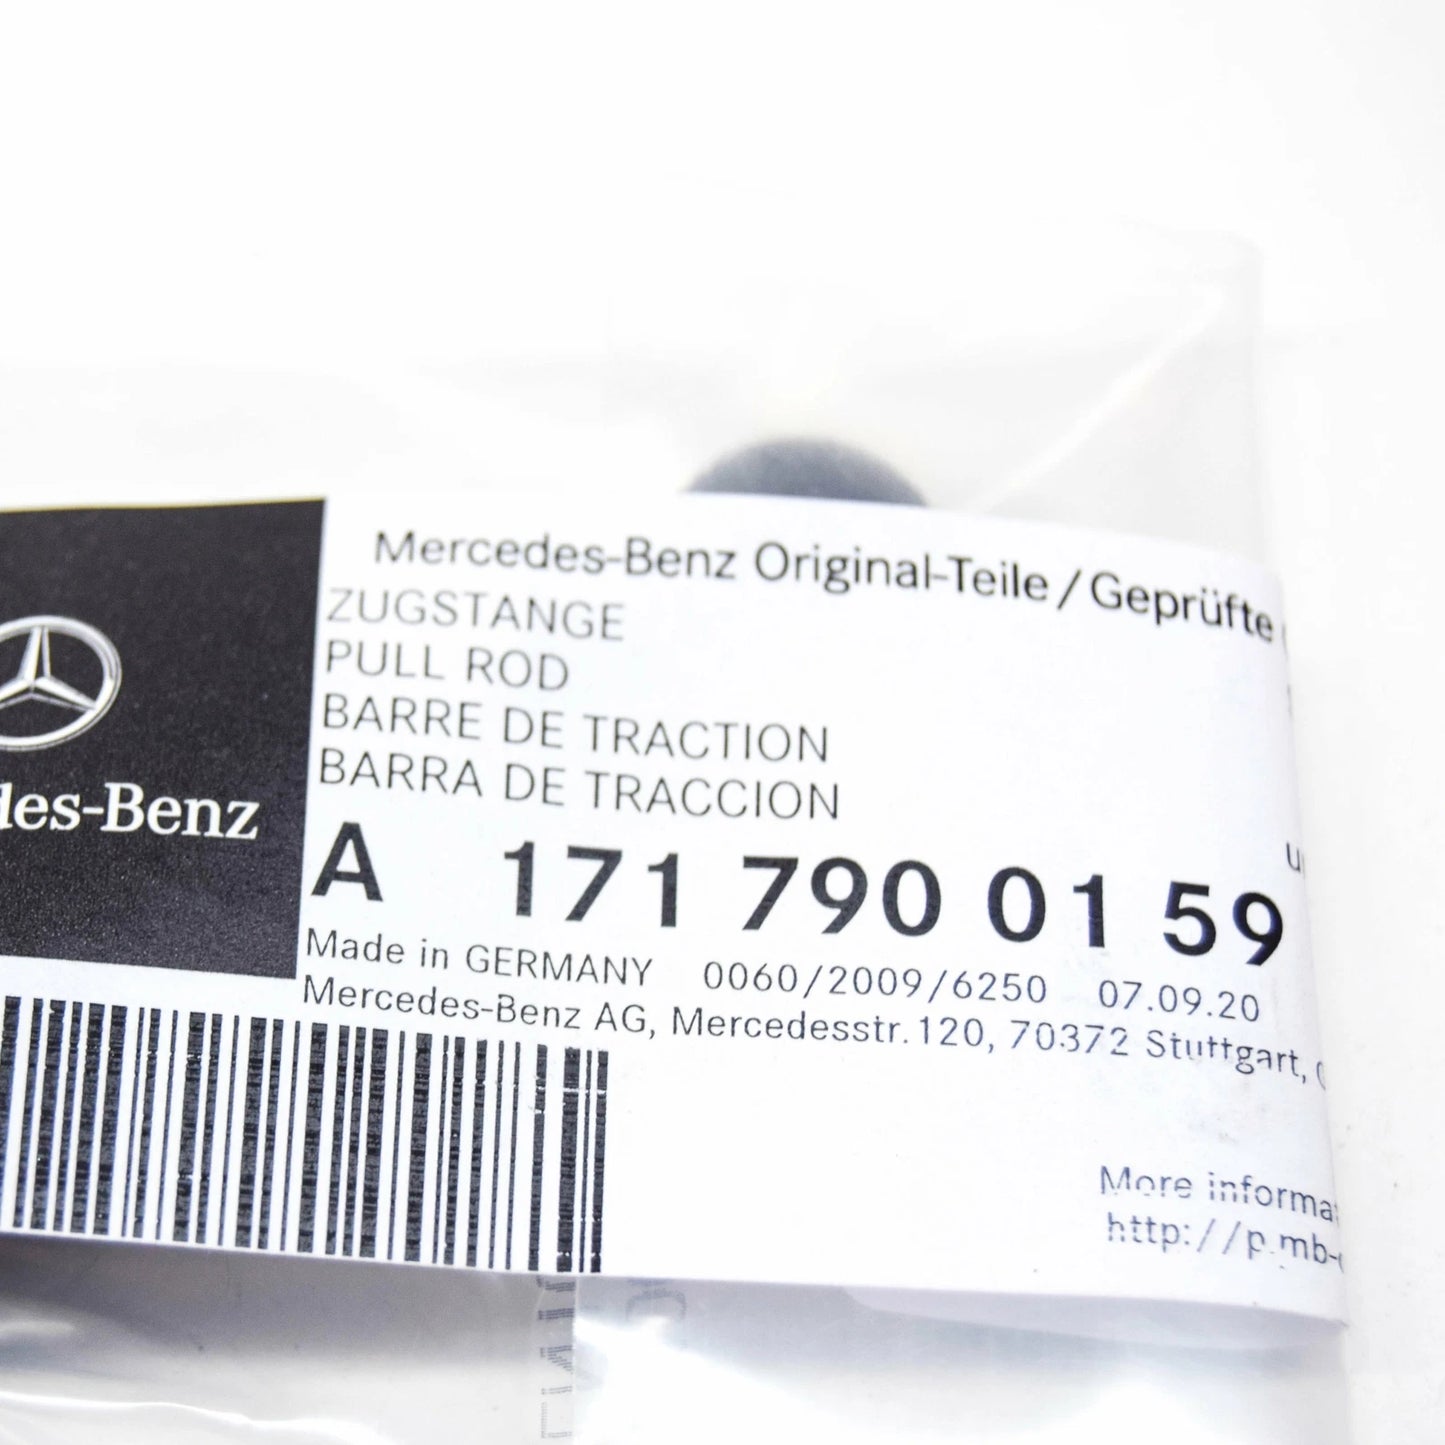 Mercedes-Benz Original-Teile / Geprüfte
ZUGSTANGE
PULL ROD
BARRE DE TRACTION
BARRA DE TRACCION
des-Benz
A 171 790 01 59
Made in GERMANY 0060/2009/6250 07.09.20
Mercedes-Benz AG, Mercedesstr. 120, 70372 Stuttgart,
More informa
http://p.mb-